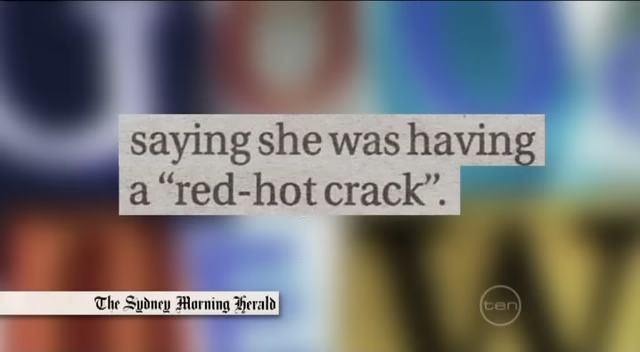 saying she was having
a “red-hot crack”.
The Sydney Morning Herald
ten